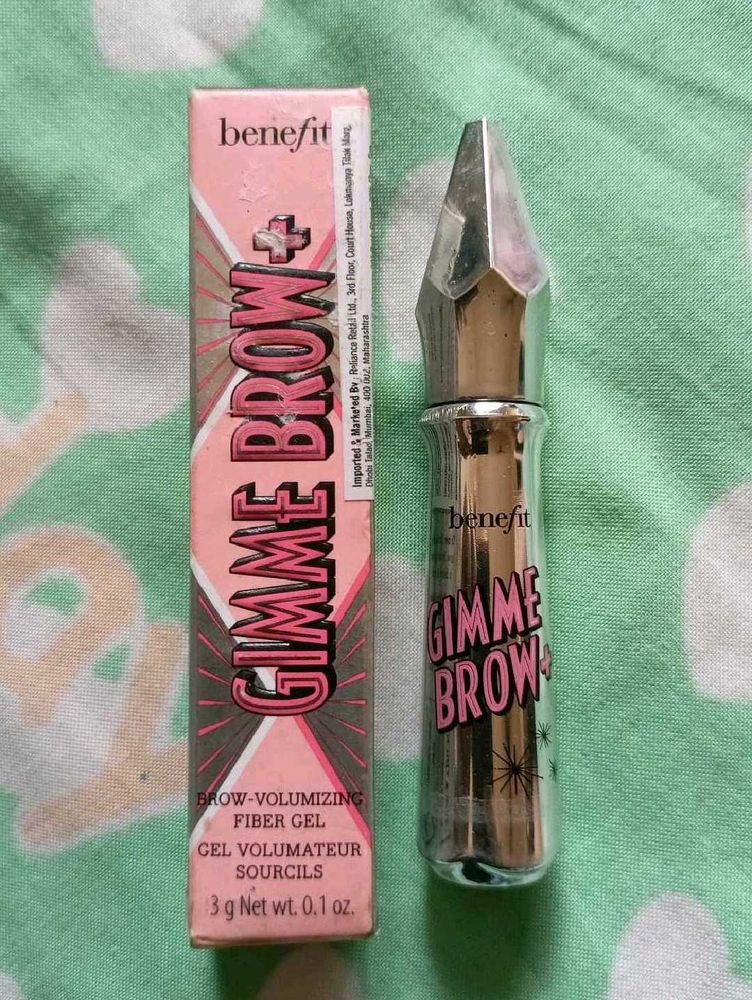 benefit
GIMME BROW+
Imported & Marketed By: Reliance Retail Ltd., 3rd Floor, Court House, Lokmanya Tilak Marg,
Dhobi Talao, Mumbai, 400 002, Maharashtra
BROW-VOLUMIZING
FIBER GEL
GEL VOLUMATEUR
SOURCILS
3 g Net wt. 0.1 oz.
benefit
GIMME
BROW+